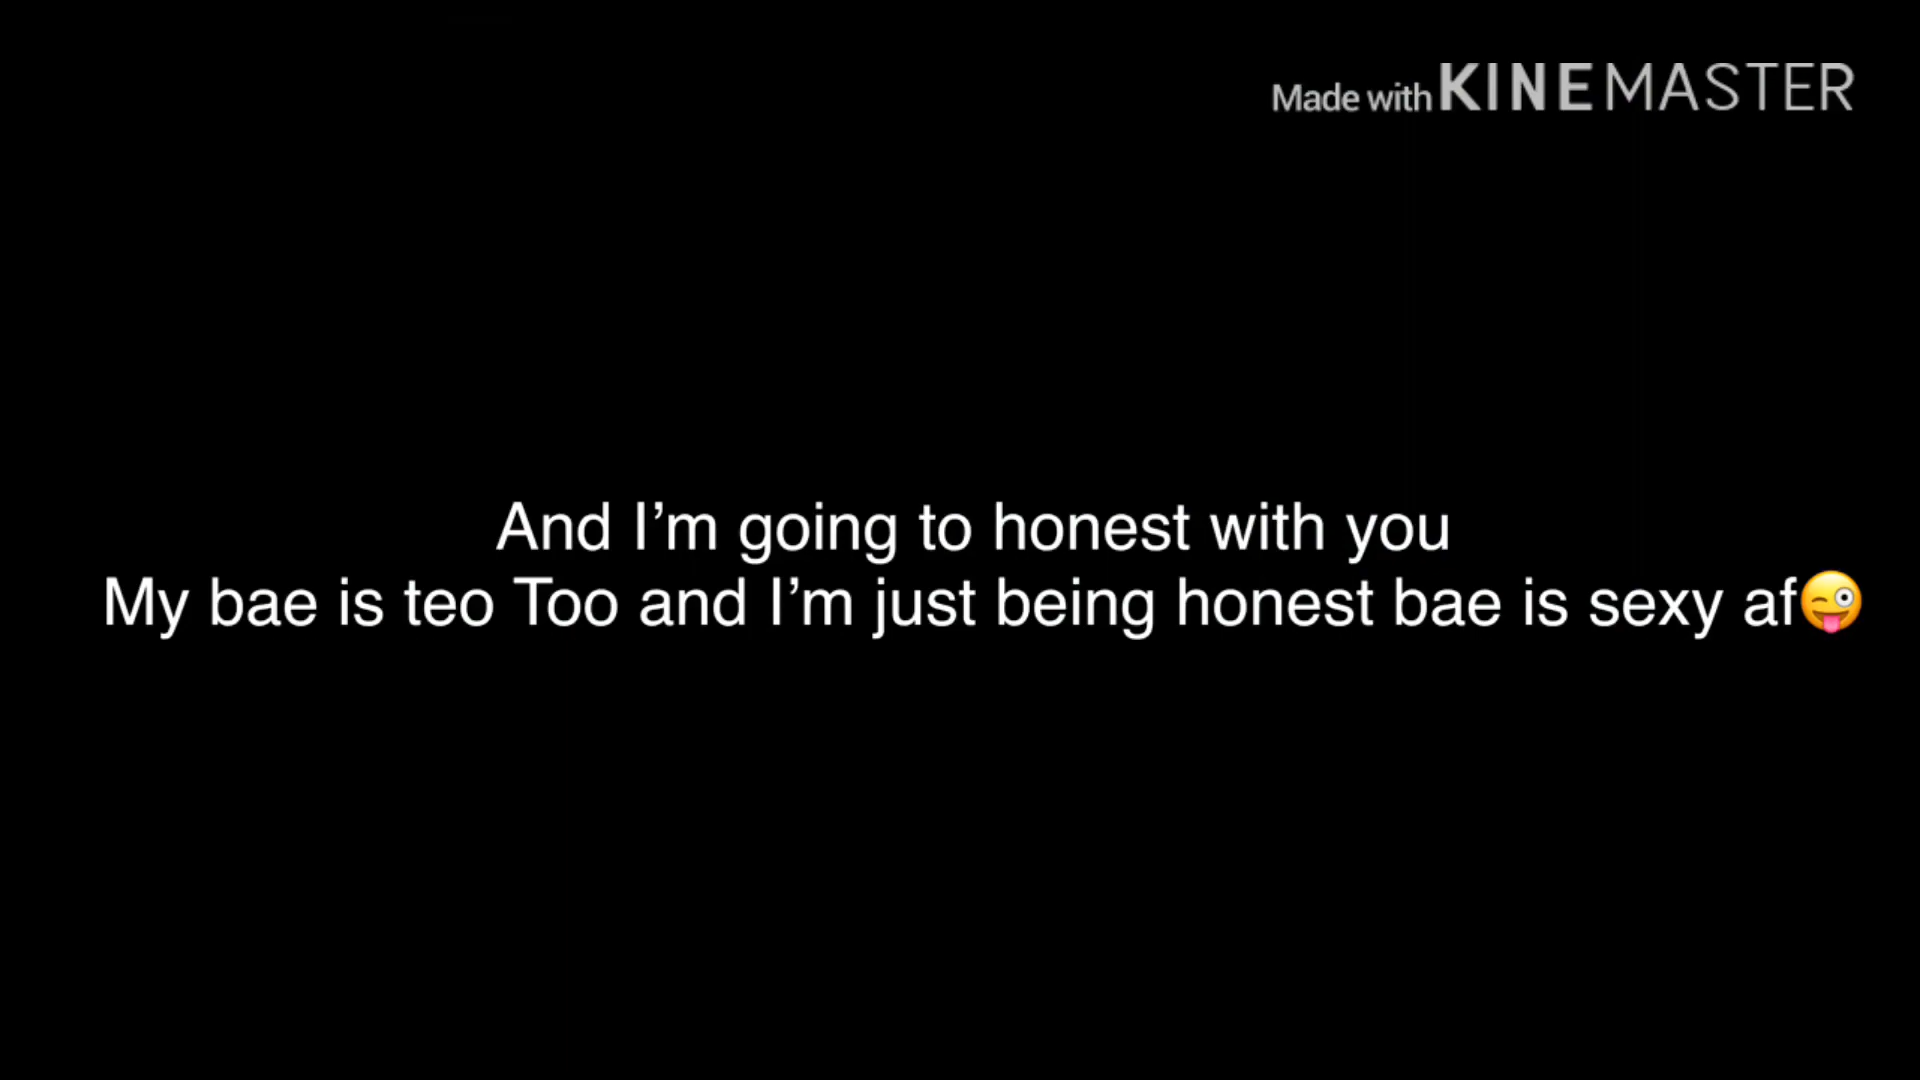 Made with KINEMASTER
And I’m going to honest with you
My bae is teo Too and I’m just being honest bae is sexy af😜